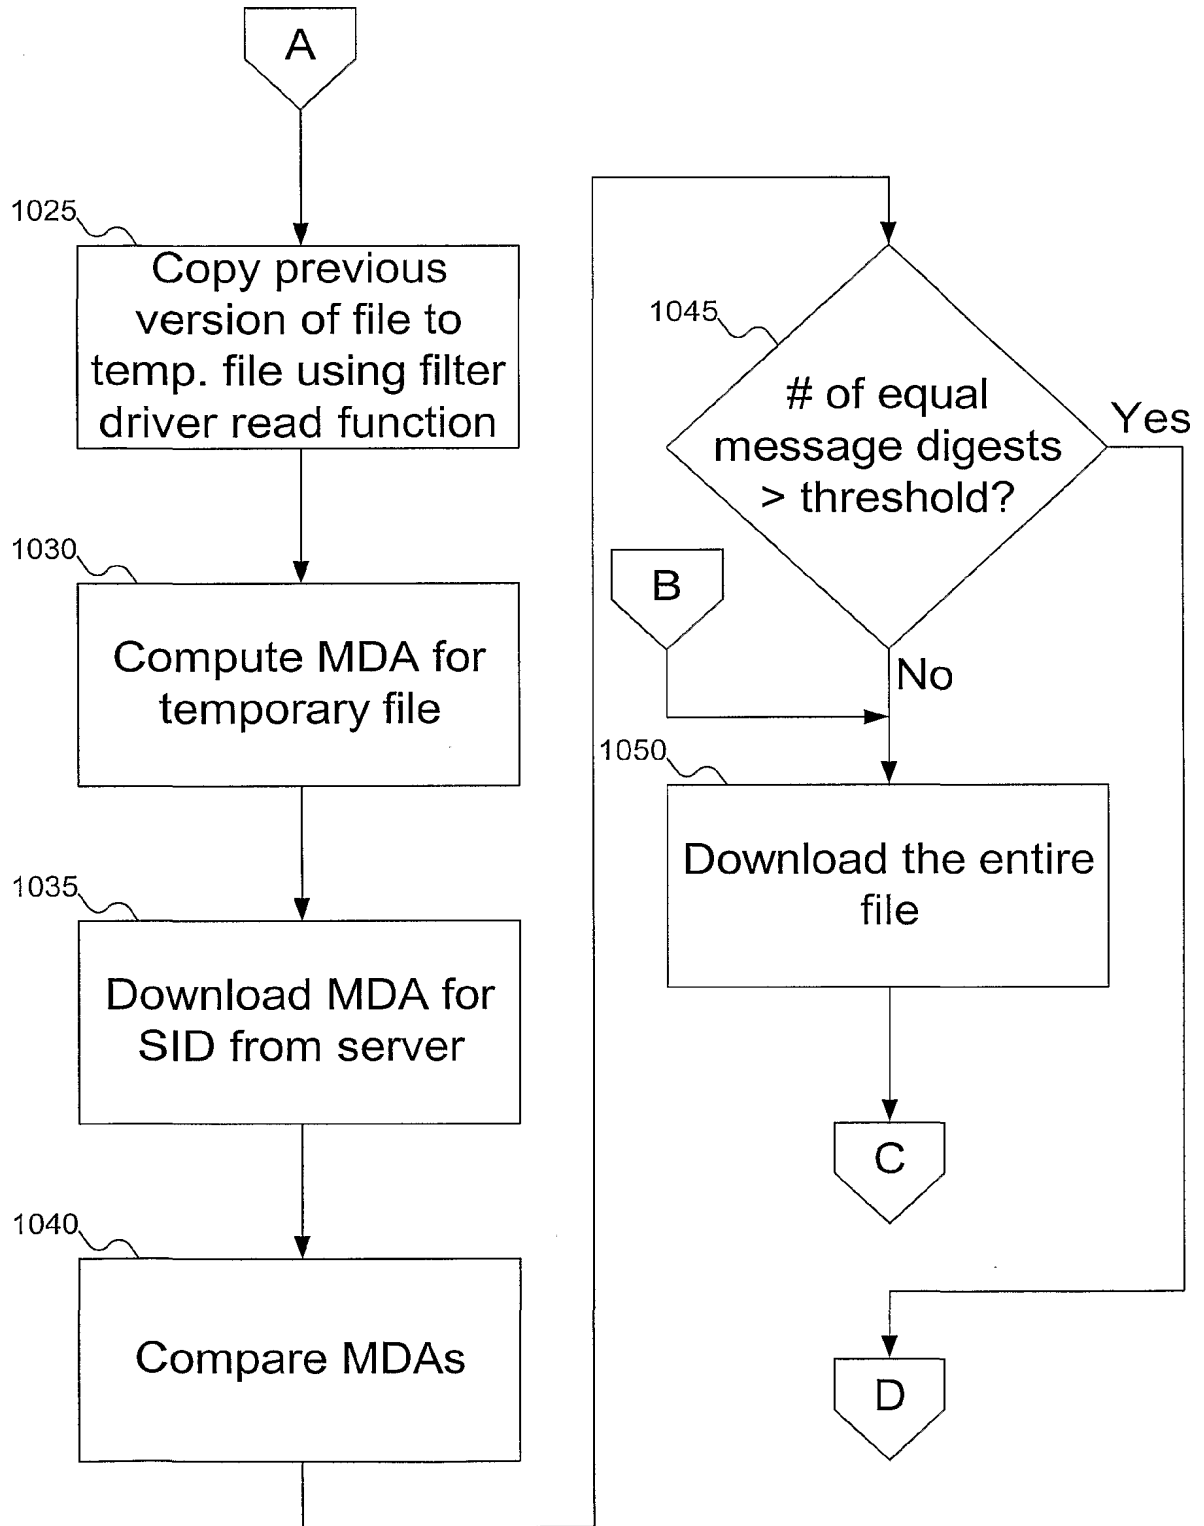 A
1025
Copy previous
version of file to
temp. file using filter
driver read function
1030
Compute MDA for
temporary file
1035
Download MDA for
SID from server
1040
Compare MDAs
1045
# of equal
message digests
> threshold?
Yes
B
No
1050
Download the entire
file
C
D